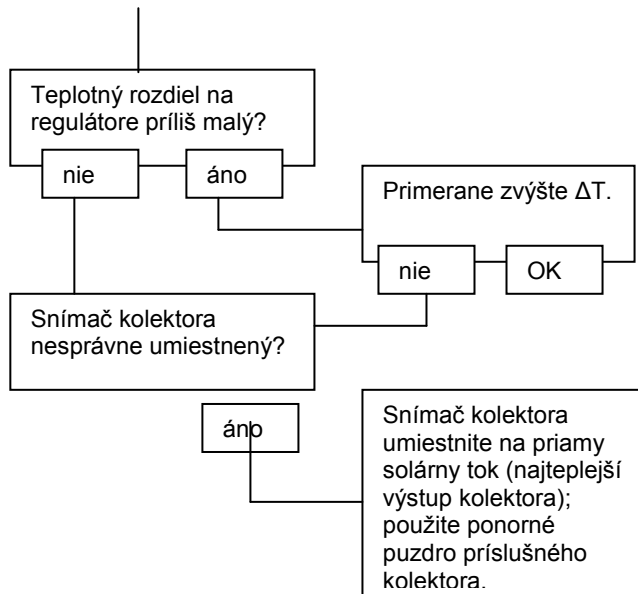 Teplotný rozdiel na
regulátore príliš malý?
nie
áno
Primerane zvýšte ΔT.
nie
OK
Snímač kolektora
nesprávne umiestnený?
áno
Snímač kolektora
umiestnite na priamy
solárny tok (najteplejší
výstup kolektora);
použite ponorné
puzdro príslušného
kolektora.